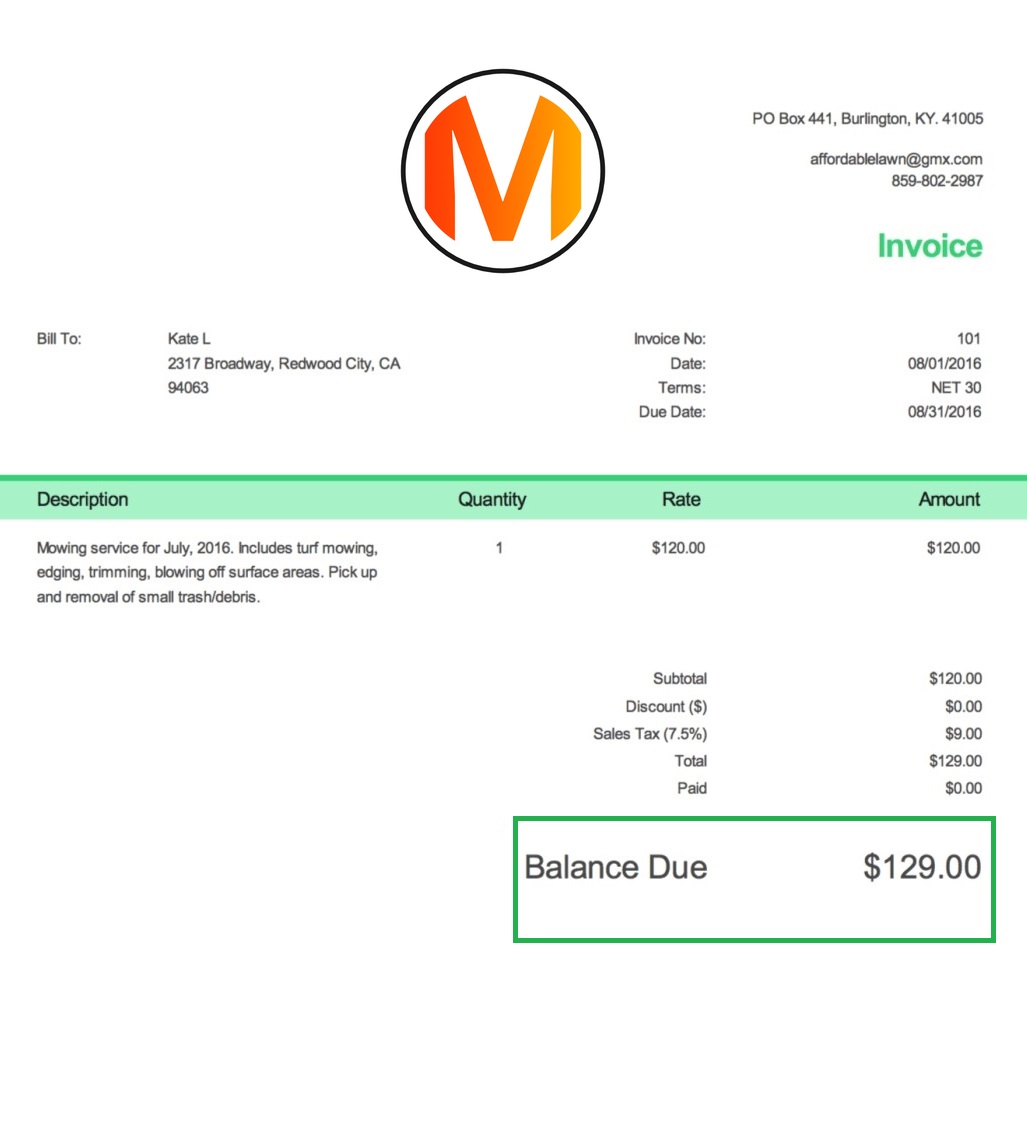 M
PO Box 441, Burlington, KY. 41005
affordablelawn@gmx.com
859-802-2987
Invoice
Bill To: Kate L Invoice No: 101
2317 Broadway, Redwood City, CA Date: 08/01/2016
94063 Terms: NET 30
Due Date: 08/31/2016
Description Quantity Rate Amount
Mowing service for July, 2016. Includes turf mowing, 1 $120.00 $120.00
edging, trimming, blowing off surface areas. Pick up
and removal of small trash/debris.
Subtotal $120.00
Discount ($) $0.00
Sales Tax (7.5%) $9.00
Total $129.00
Paid $0.00
Balance Due $129.00